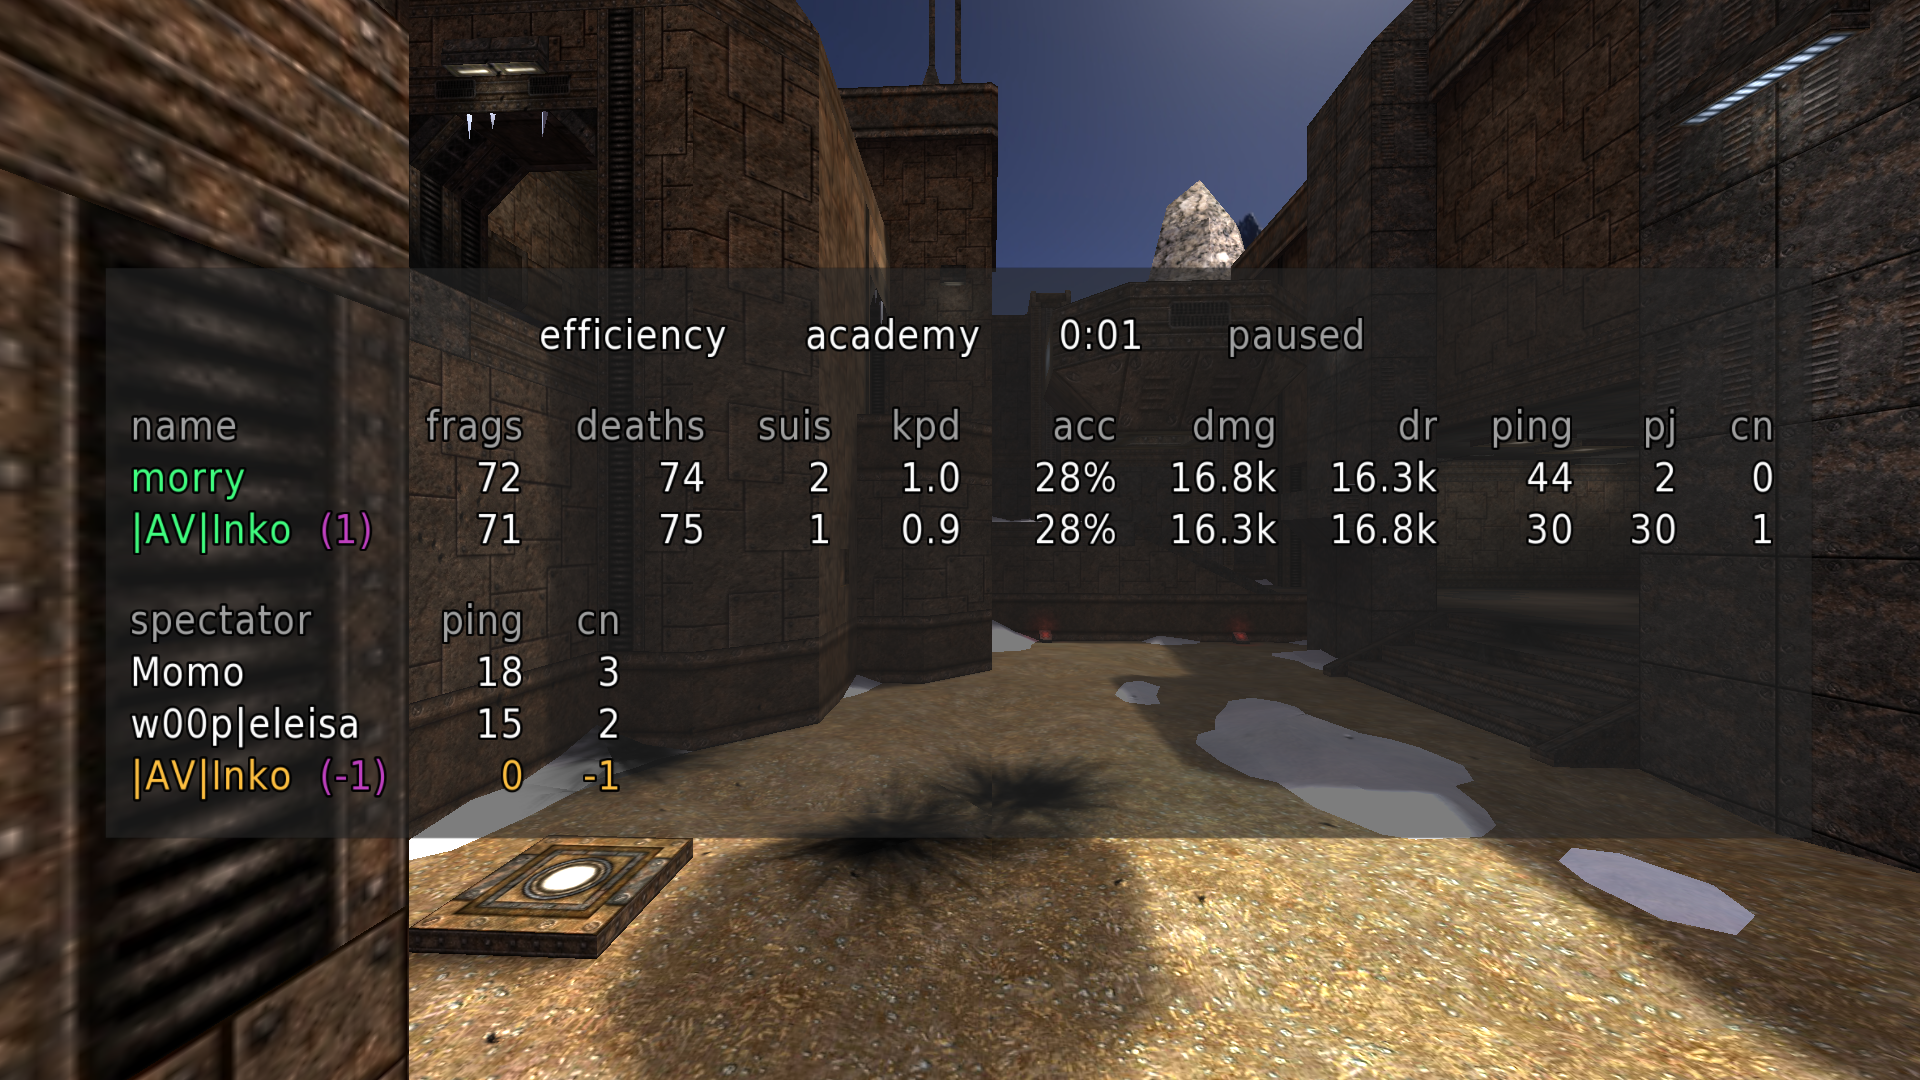 efficiency academy 0:01 paused
name frags deaths suis kpd acc dmg dr ping pj cn
morry 72 74 2 1.0 28% 16.8k 16.3k 44 2 0
|AV|Inko (1) 71 75 1 0.9 28% 16.3k 16.8k 30 30 1
spectator ping cn
Momo 18 3
w00p|eleisa 15 2
|AV|Inko (-1) 0 -1